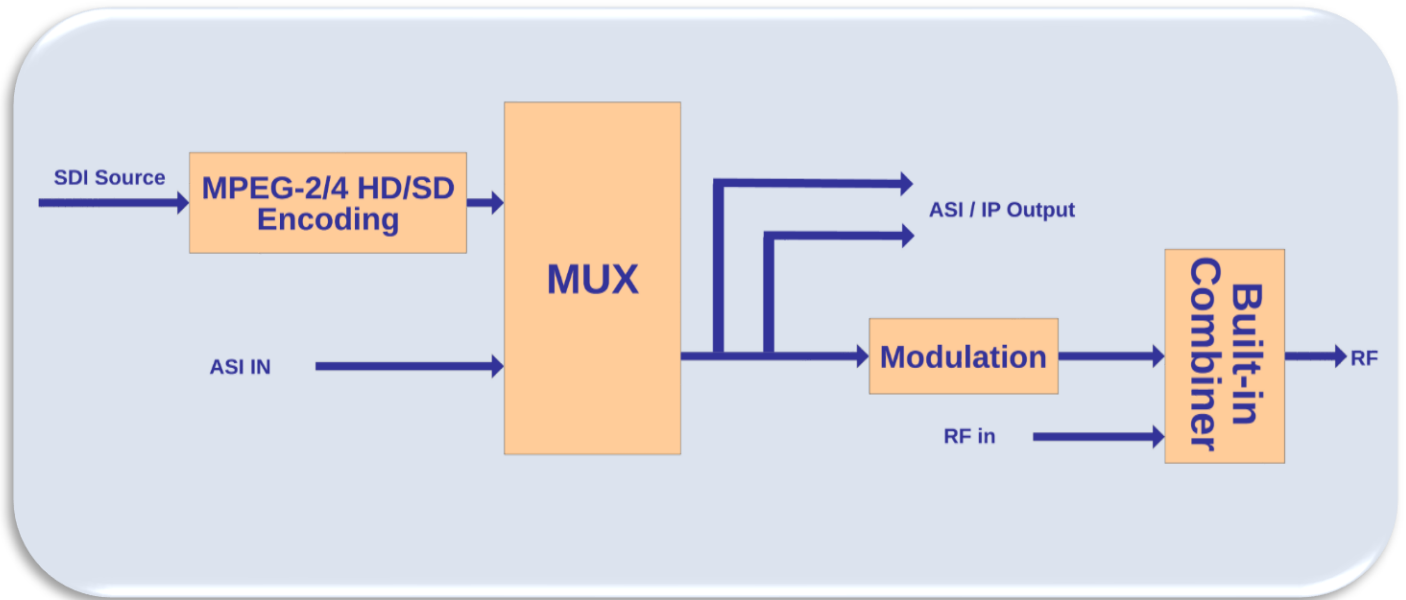 SDI Source
MPEG-2/4 HD/SD
Encoding
ASI IN
MUX
ASI / IP Output
Modulation
RF in
Built-in
Combiner
RF